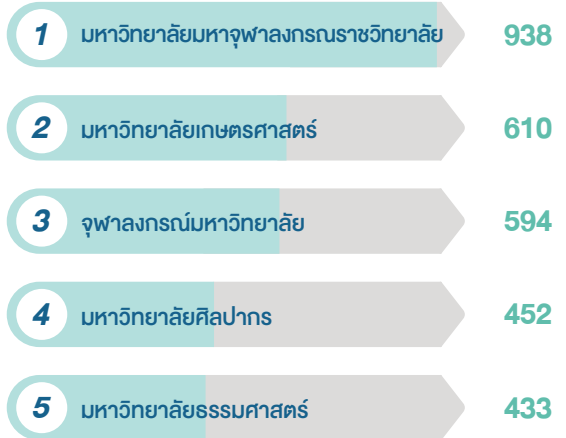 1 มหาวิทยาลัยมหาจุฬาลงกรณราชวิทยาลัย 938
2 มหาวิทยาลัยเกษตรศาสตร์ 610
3 จุฬาลงกรณ์มหาวิทยาลัย 594
4 มหาวิทยาลัยศิลปากร 452
5 มหาวิทยาลัยธรรมศาสตร์ 433